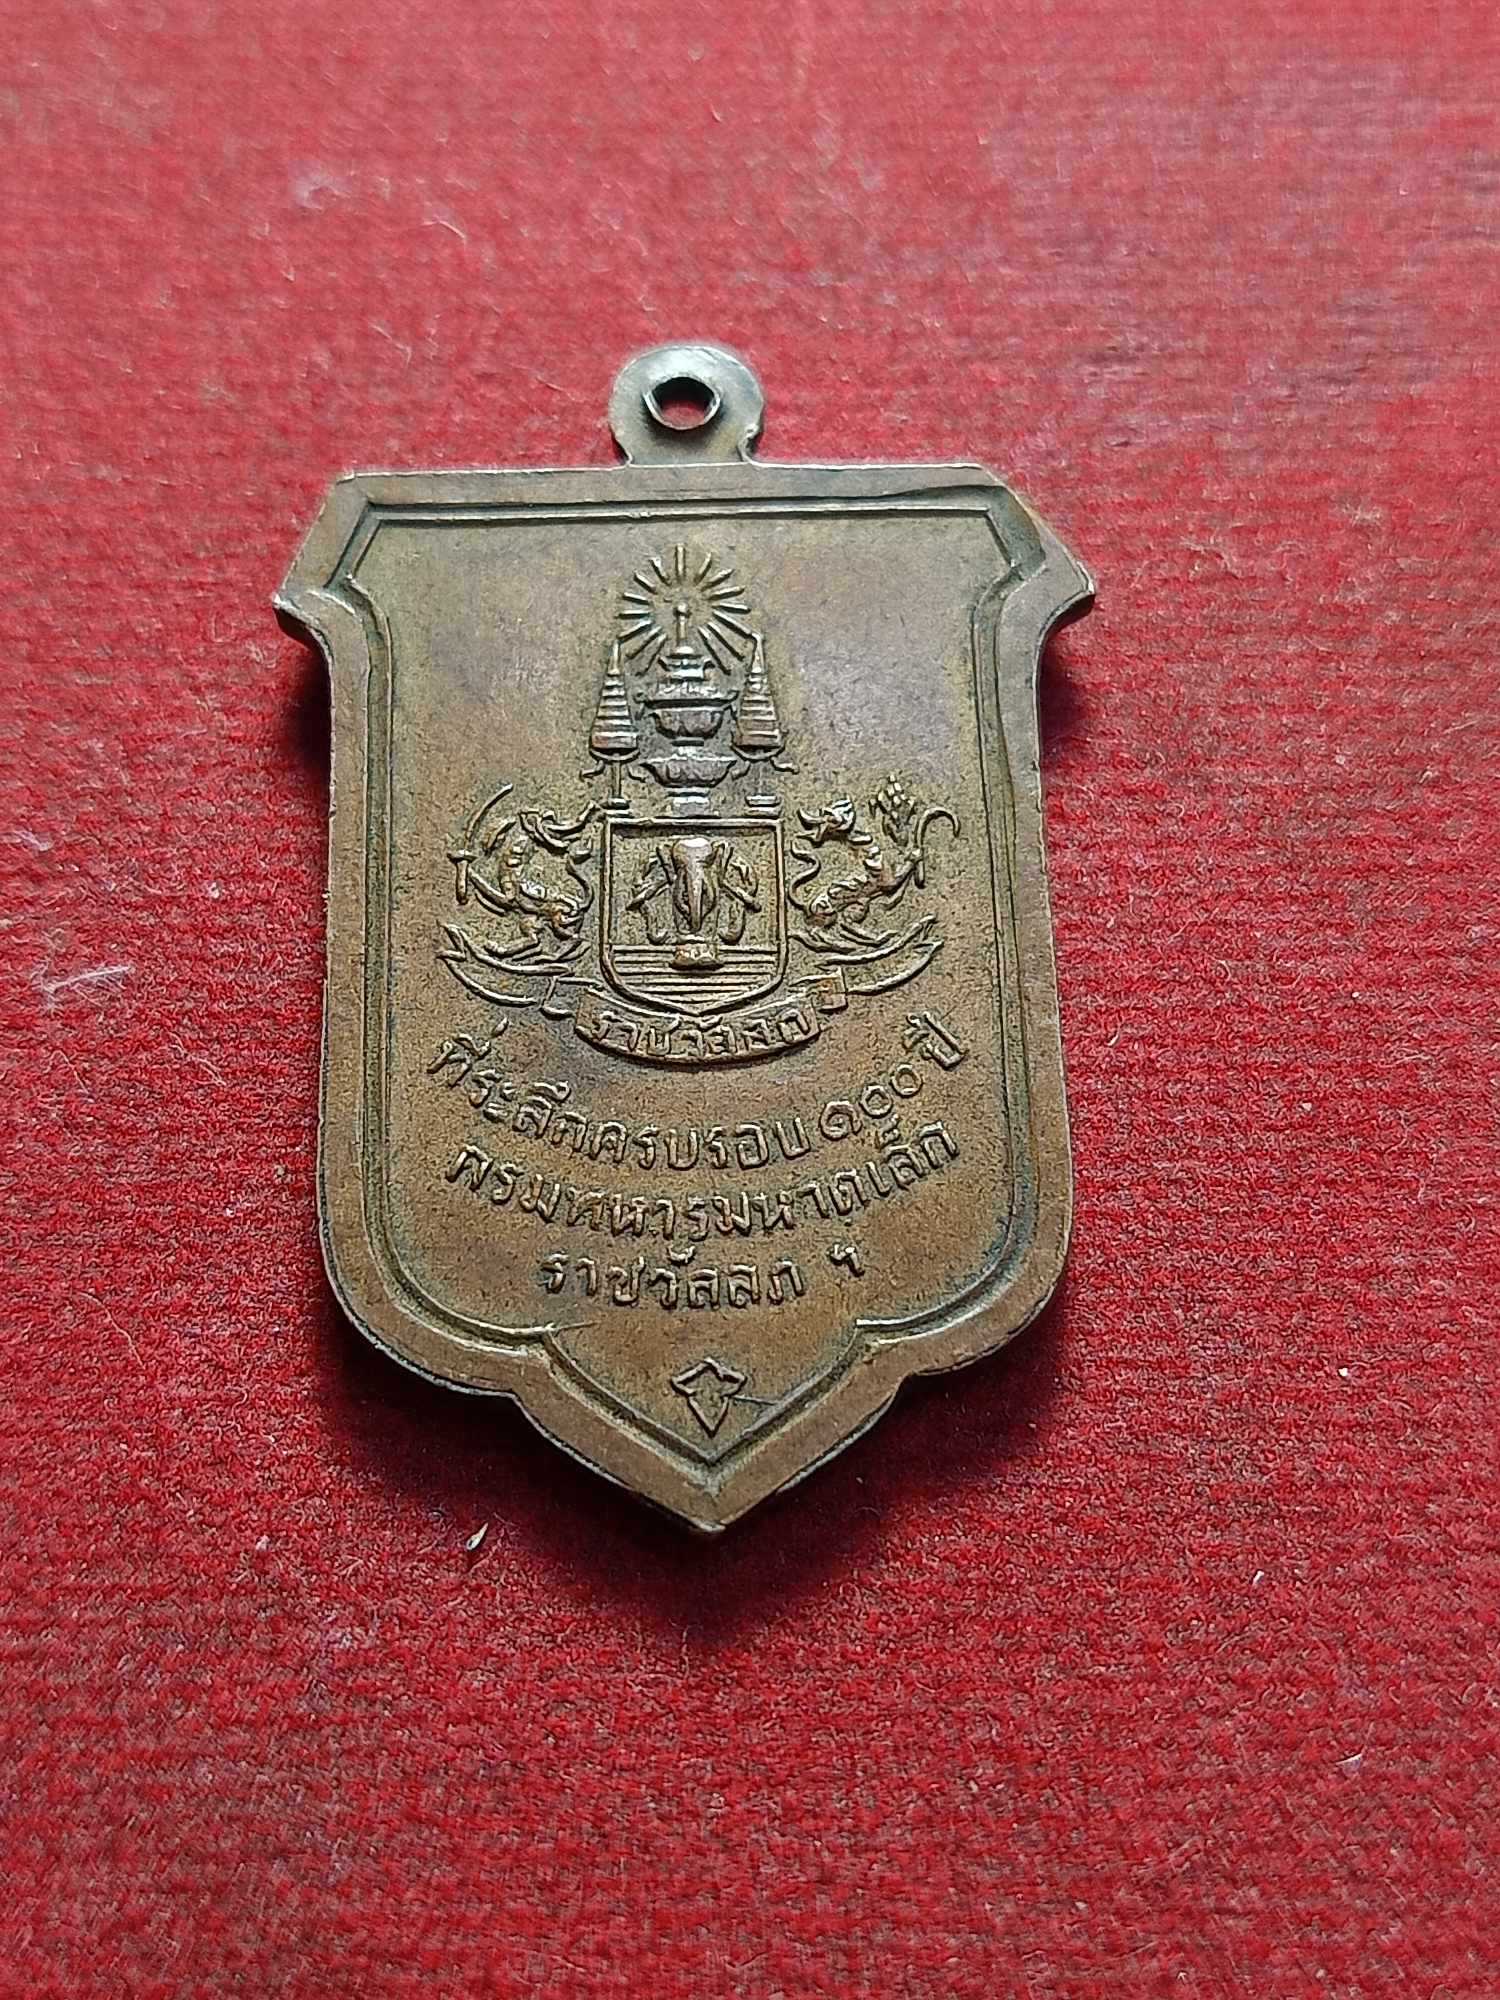 ราชวัลลภ
ที่ระลึกครบรอบ ๑๐๐ ปี
กรมทหารมหาดเล็ก
ราชวัลลภ ฯ